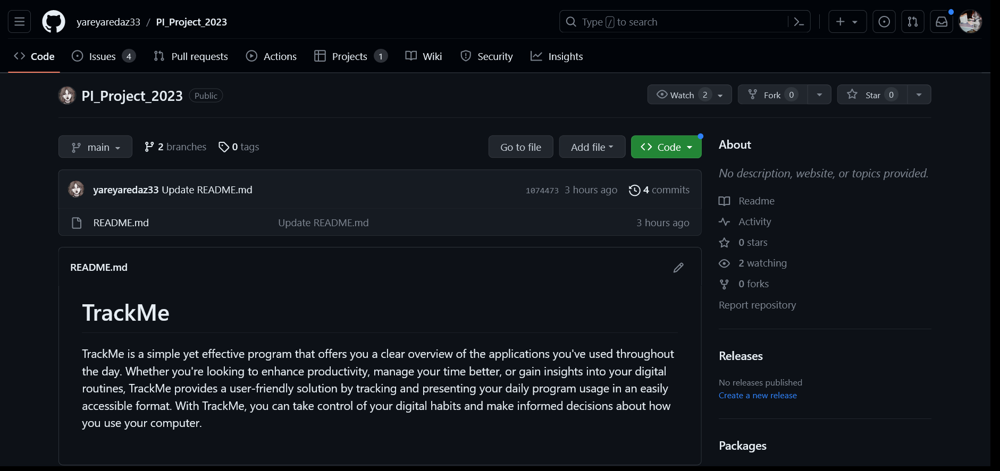 yareyaredaz33 / PI_Project_2023
Type / to search
Code
Issues 4
Pull requests
Actions
Projects 1
Wiki
Security
Insights
PI_Project_2023 Public
Watch 2
Fork 0
Star 0
main
2 branches
0 tags
Go to file
Add file
Code
yareyaredaz33 Update README.md
1074473 3 hours ago
4 commits
README.md
Update README.md
3 hours ago
README.md
TrackMe
TrackMe is a simple yet effective program that offers you a clear overview of the applications you've used throughout
the day. Whether you're looking to enhance productivity, manage your time better, or gain insights into your digital
routines, TrackMe provides a user-friendly solution by tracking and presenting your daily program usage in an easily
accessible format. With TrackMe, you can take control of your digital habits and make informed decisions about how
you use your computer.
About
No description, website, or topics provided.
Readme
Activity
0 stars
2 watching
0 forks
Report repository
Releases
No releases published
Create a new release
Packages